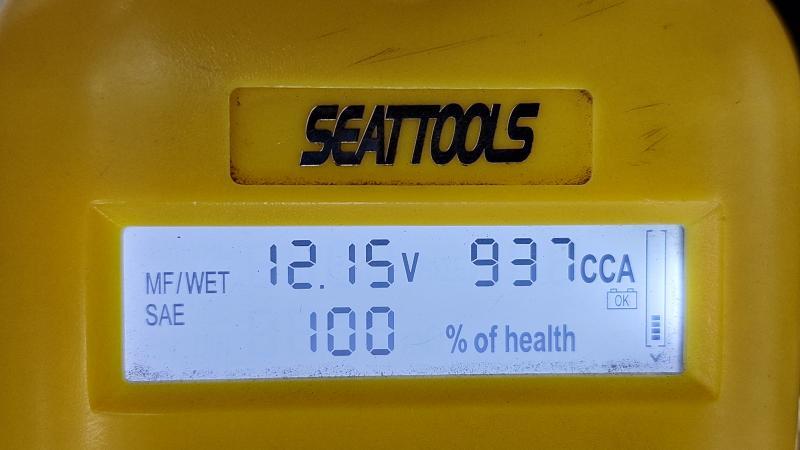 SEATTOOLS
MF/WET 12.15V 937CCA
SAE OK
100 % of health